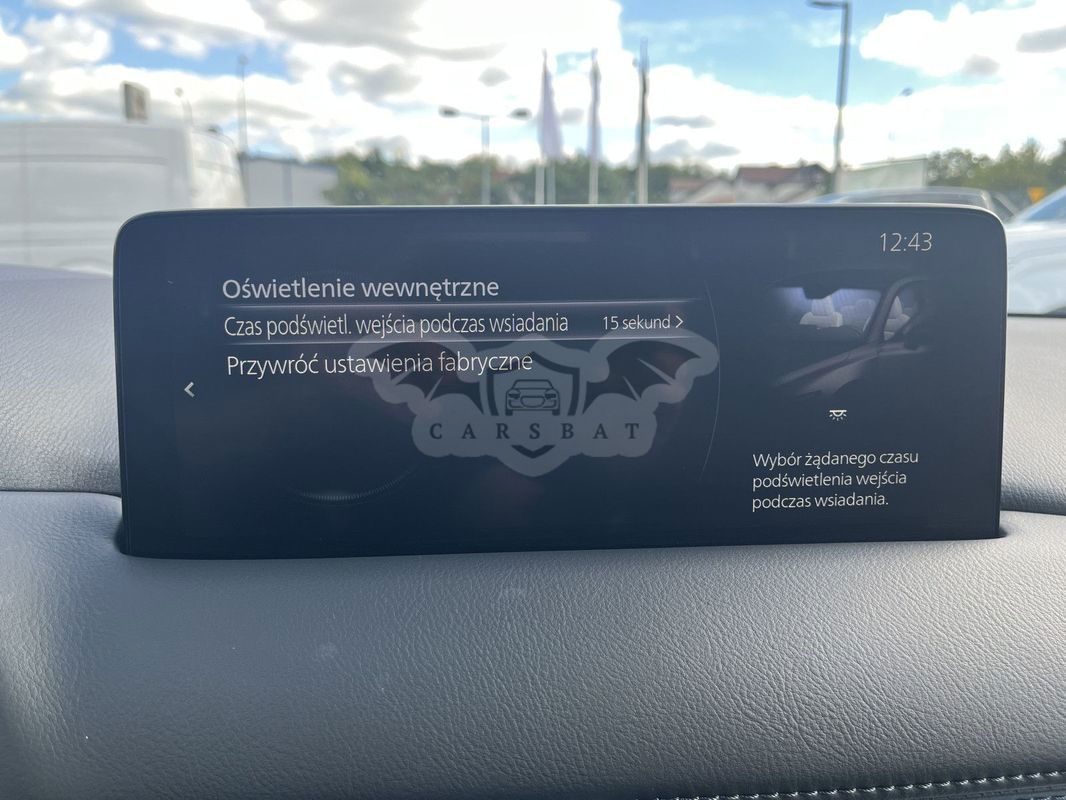 12:43
Oświetlenie wewnętrzne
Czas podświetl. wejścia podczas wsiadania 15 sekund >
Przywróć ustawienia fabryczne
<
CARSBAT
Wybór żądanego czasu
podświetlenia wejścia
podczas wsiadania.